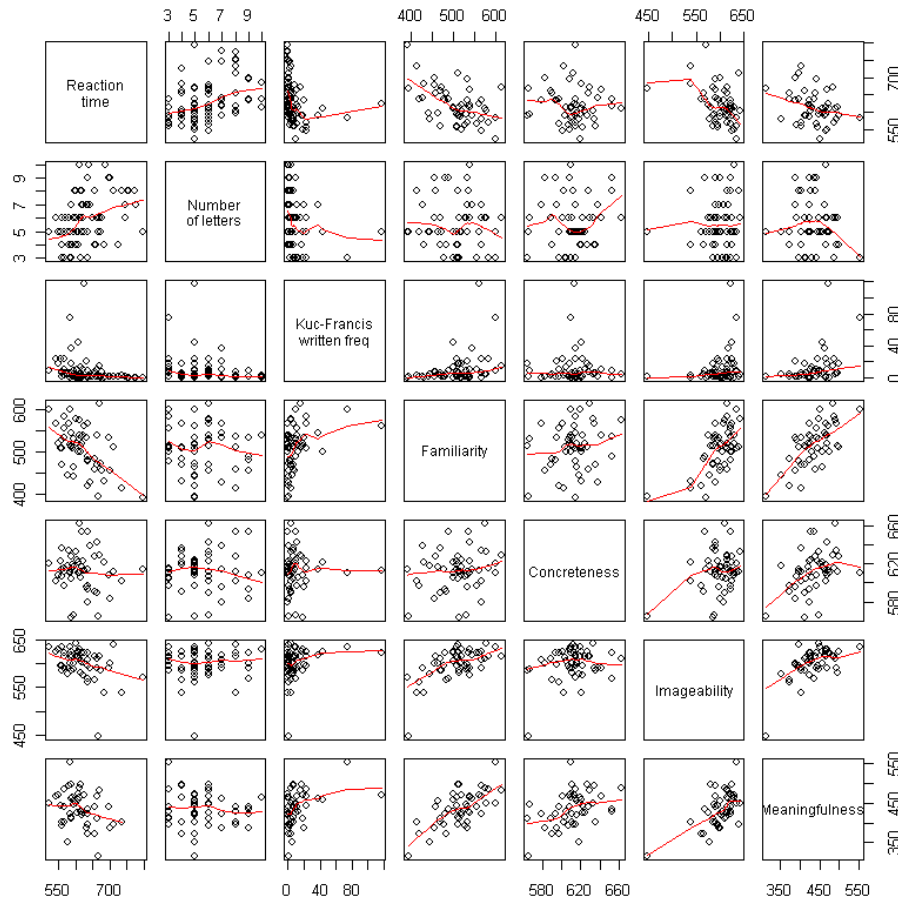 3 5 7 9 400 500 600 450 550 650
Reaction
time
550 700
3 5 7 9
Number
of letters
Kuc-Francis
written freq
0 40 80
400 500 600
Familiarity
Concreteness
580 620 660
450 550 650
Imageability
Meaningfulness
350 450 550
550 700 0 40 80 580 620 660 350 450 550